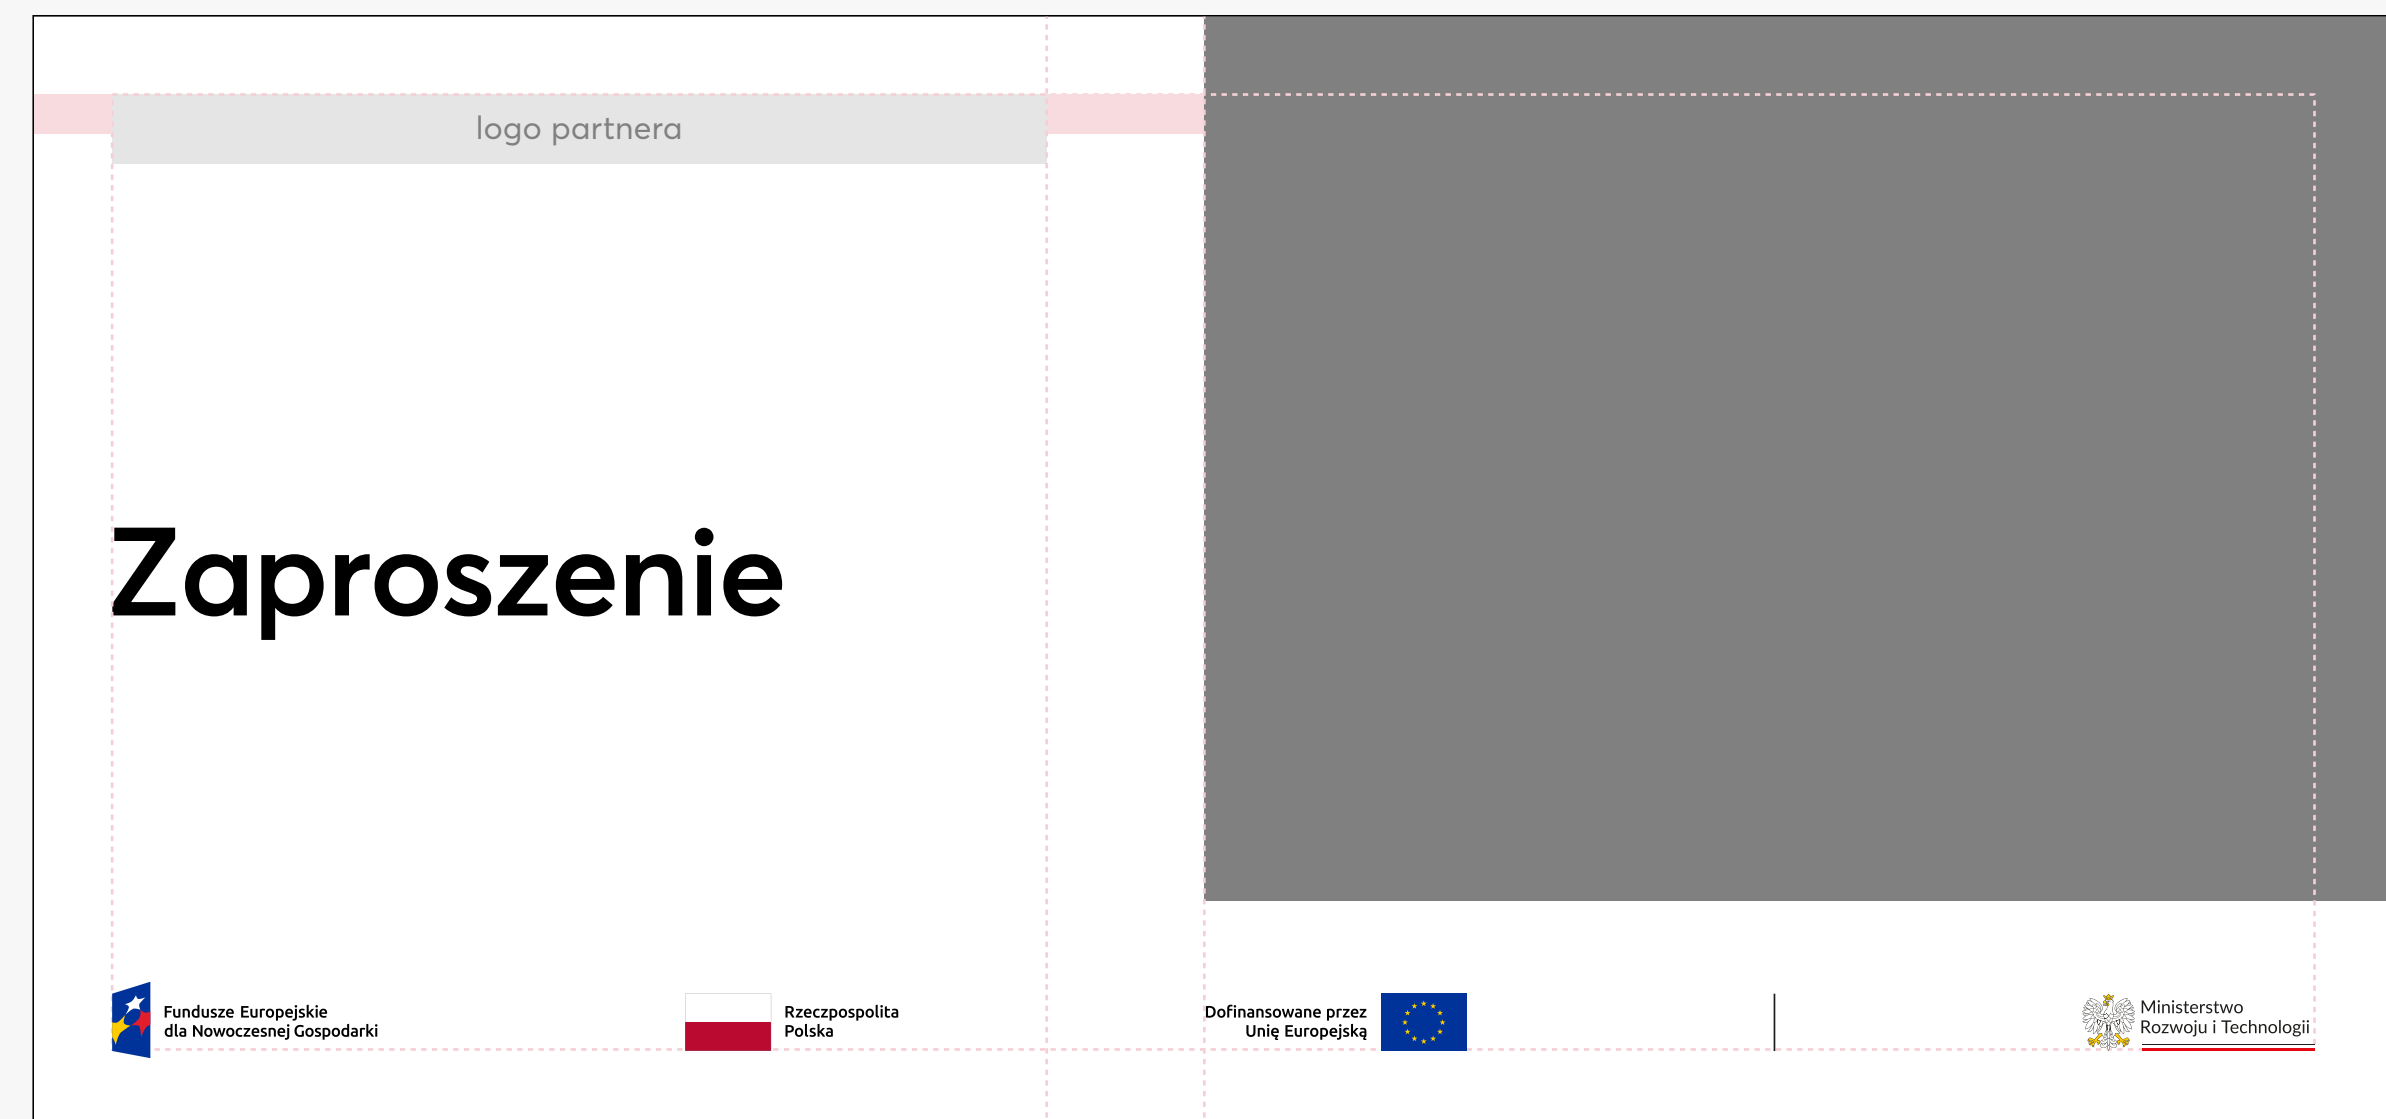 logo partnera
Zaproszenie
Fundusze Europejskie
dla Nowoczesnej Gospodarki
Rzeczpospolita
Polska
Dofinansowane przez
Unię Europejską
Ministerstwo
Rozwoju i Technologii